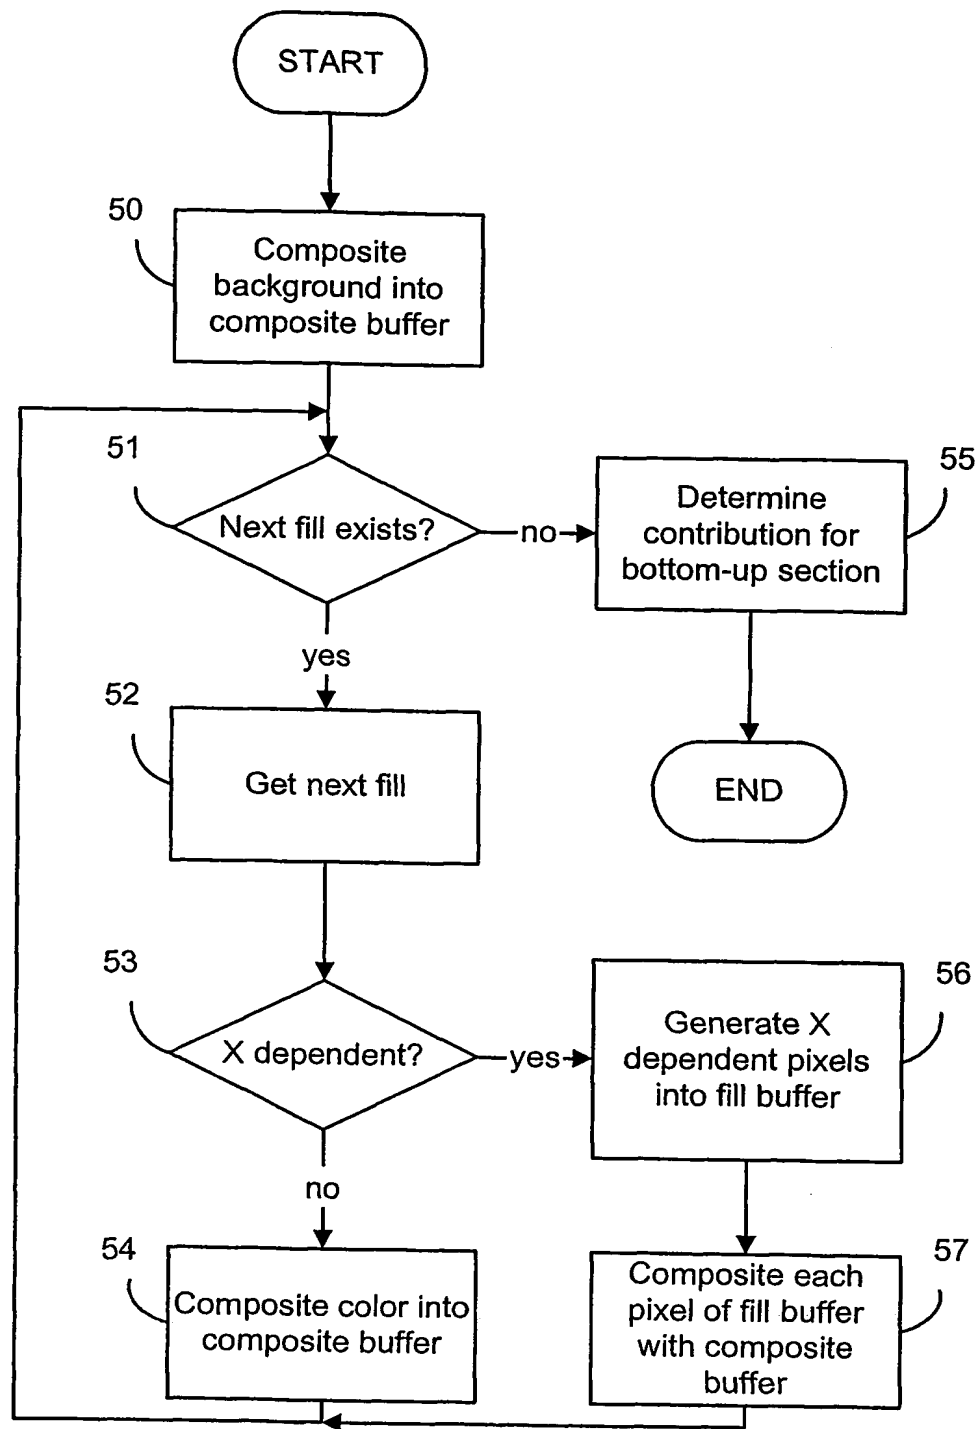 START
50
Composite
background into
composite buffer
51
Next fill exists?
no
55
Determine
contribution for
bottom-up section
yes
52
Get next fill
END
53
X dependent?
yes
56
Generate X
dependent pixels
into fill buffer
no
54
Composite color into
composite buffer
57
Composite each
pixel of fill buffer
with composite
buffer